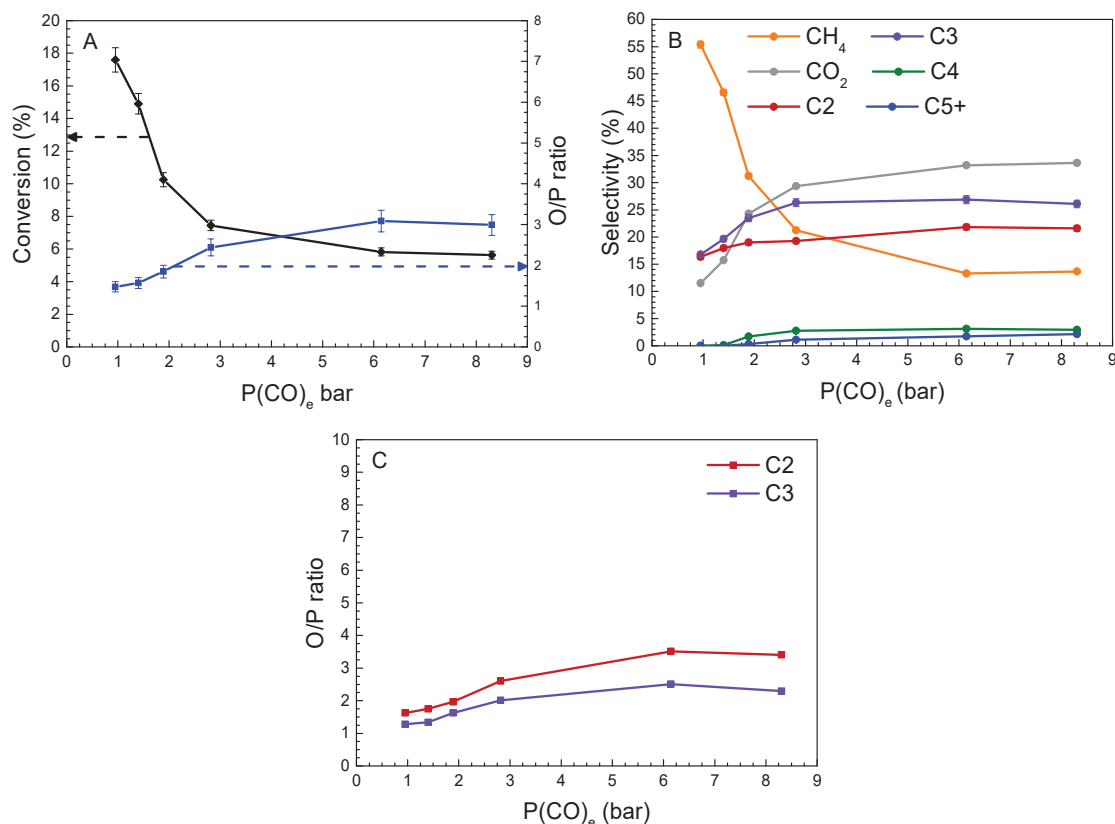 A
Conversion (%)
20
18
16
14
12
10
8
6
4
2
0
8
7
6
5
4
3
2
1
0
O/P ratio
0 1 2 3 4 5 6 7 8 9
P(CO)e bar
B
CH4 C3
CO2 C4
C2 C5+
Selectivity (%)
60
55
50
45
40
35
30
25
20
15
10
5
0
0 1 2 3 4 5 6 7 8 9
P(CO)e (bar)
C
C2
C3
O/P ratio
10
9
8
7
6
5
4
3
2
1
0
0 1 2 3 4 5 6 7 8 9
P(CO)e (bar)